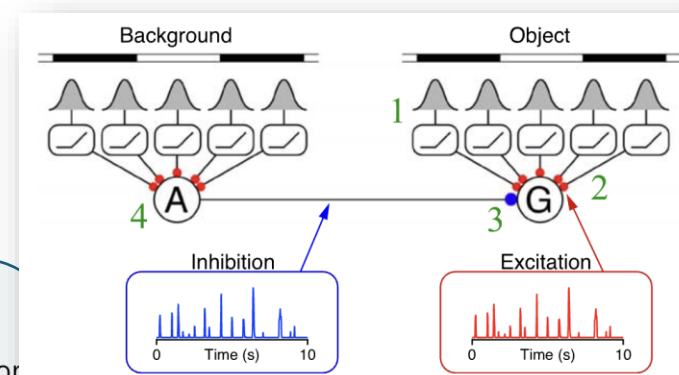 Background
Object
1
A
G
2
4
3
Inhibition
Excitation
0
Time (s)
10
0
Time (s)
10